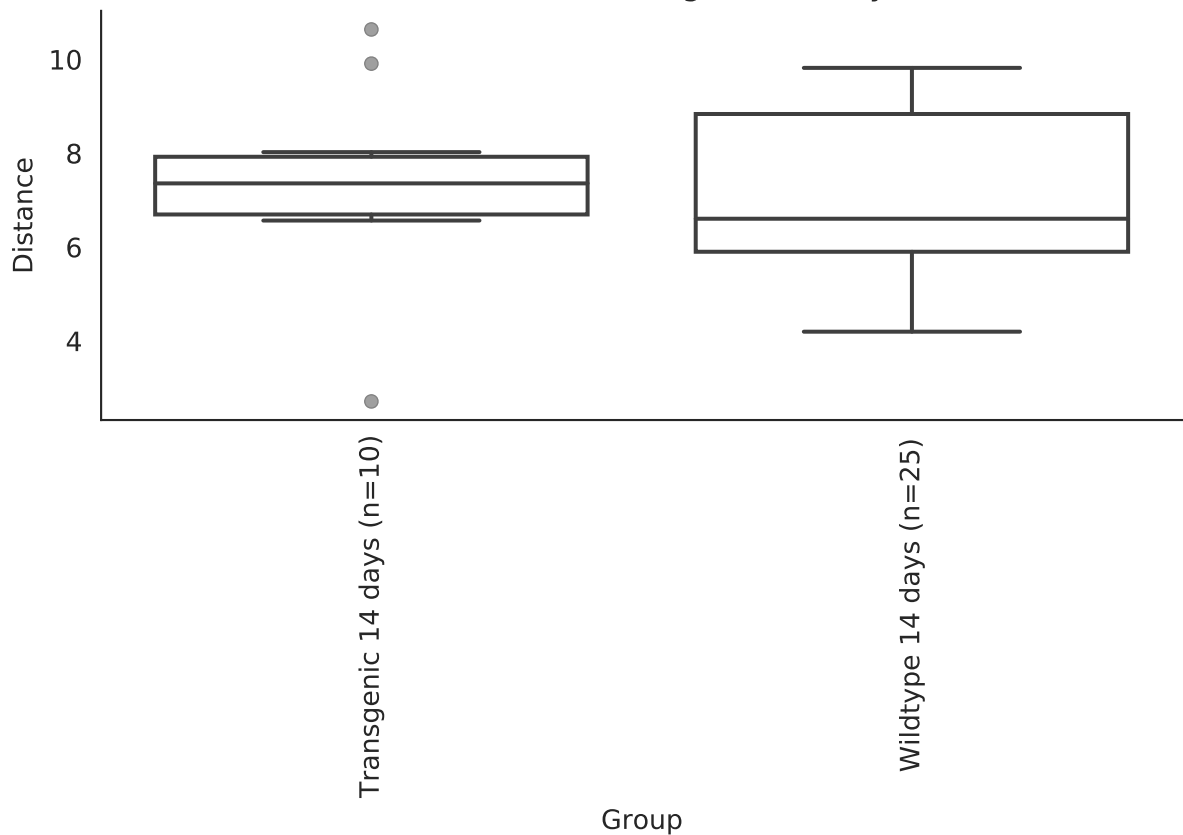 10
8
6
4
Distance
Transgenic 14 days (n=10)
Wildtype 14 days (n=25)
Group